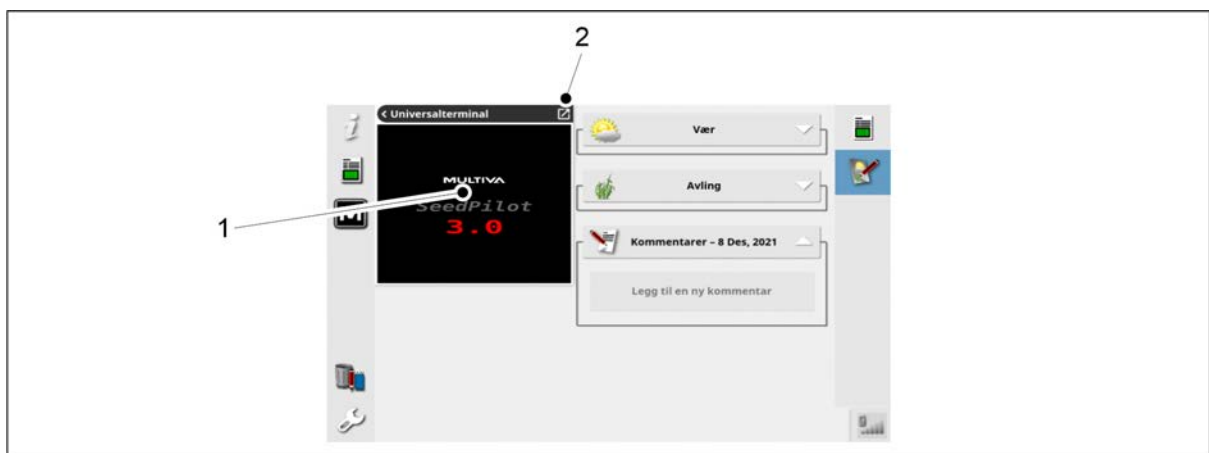 2
< Universalterminal
Vær
MULTIVA
Avling
1
SeedPilot
3.0
M
Kommentarer – 8 Des, 2021
Legg til en ny kommentar